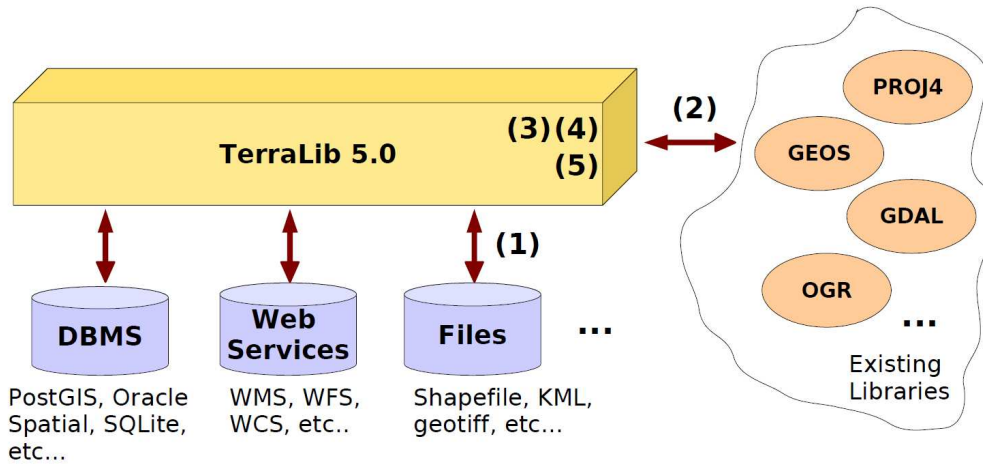 TerraLib 5.0
(3)(4)
(5)
(2)
(1)
DBMS
PostGIS, Oracle
Spatial, SQLite,
etc...
Web
Services
WMS, WFS,
WCS, etc..
Files
Shapefile, KML,
geotiff, etc...
...
PROJ4
GEOS
GDAL
OGR
...
Existing
Libraries